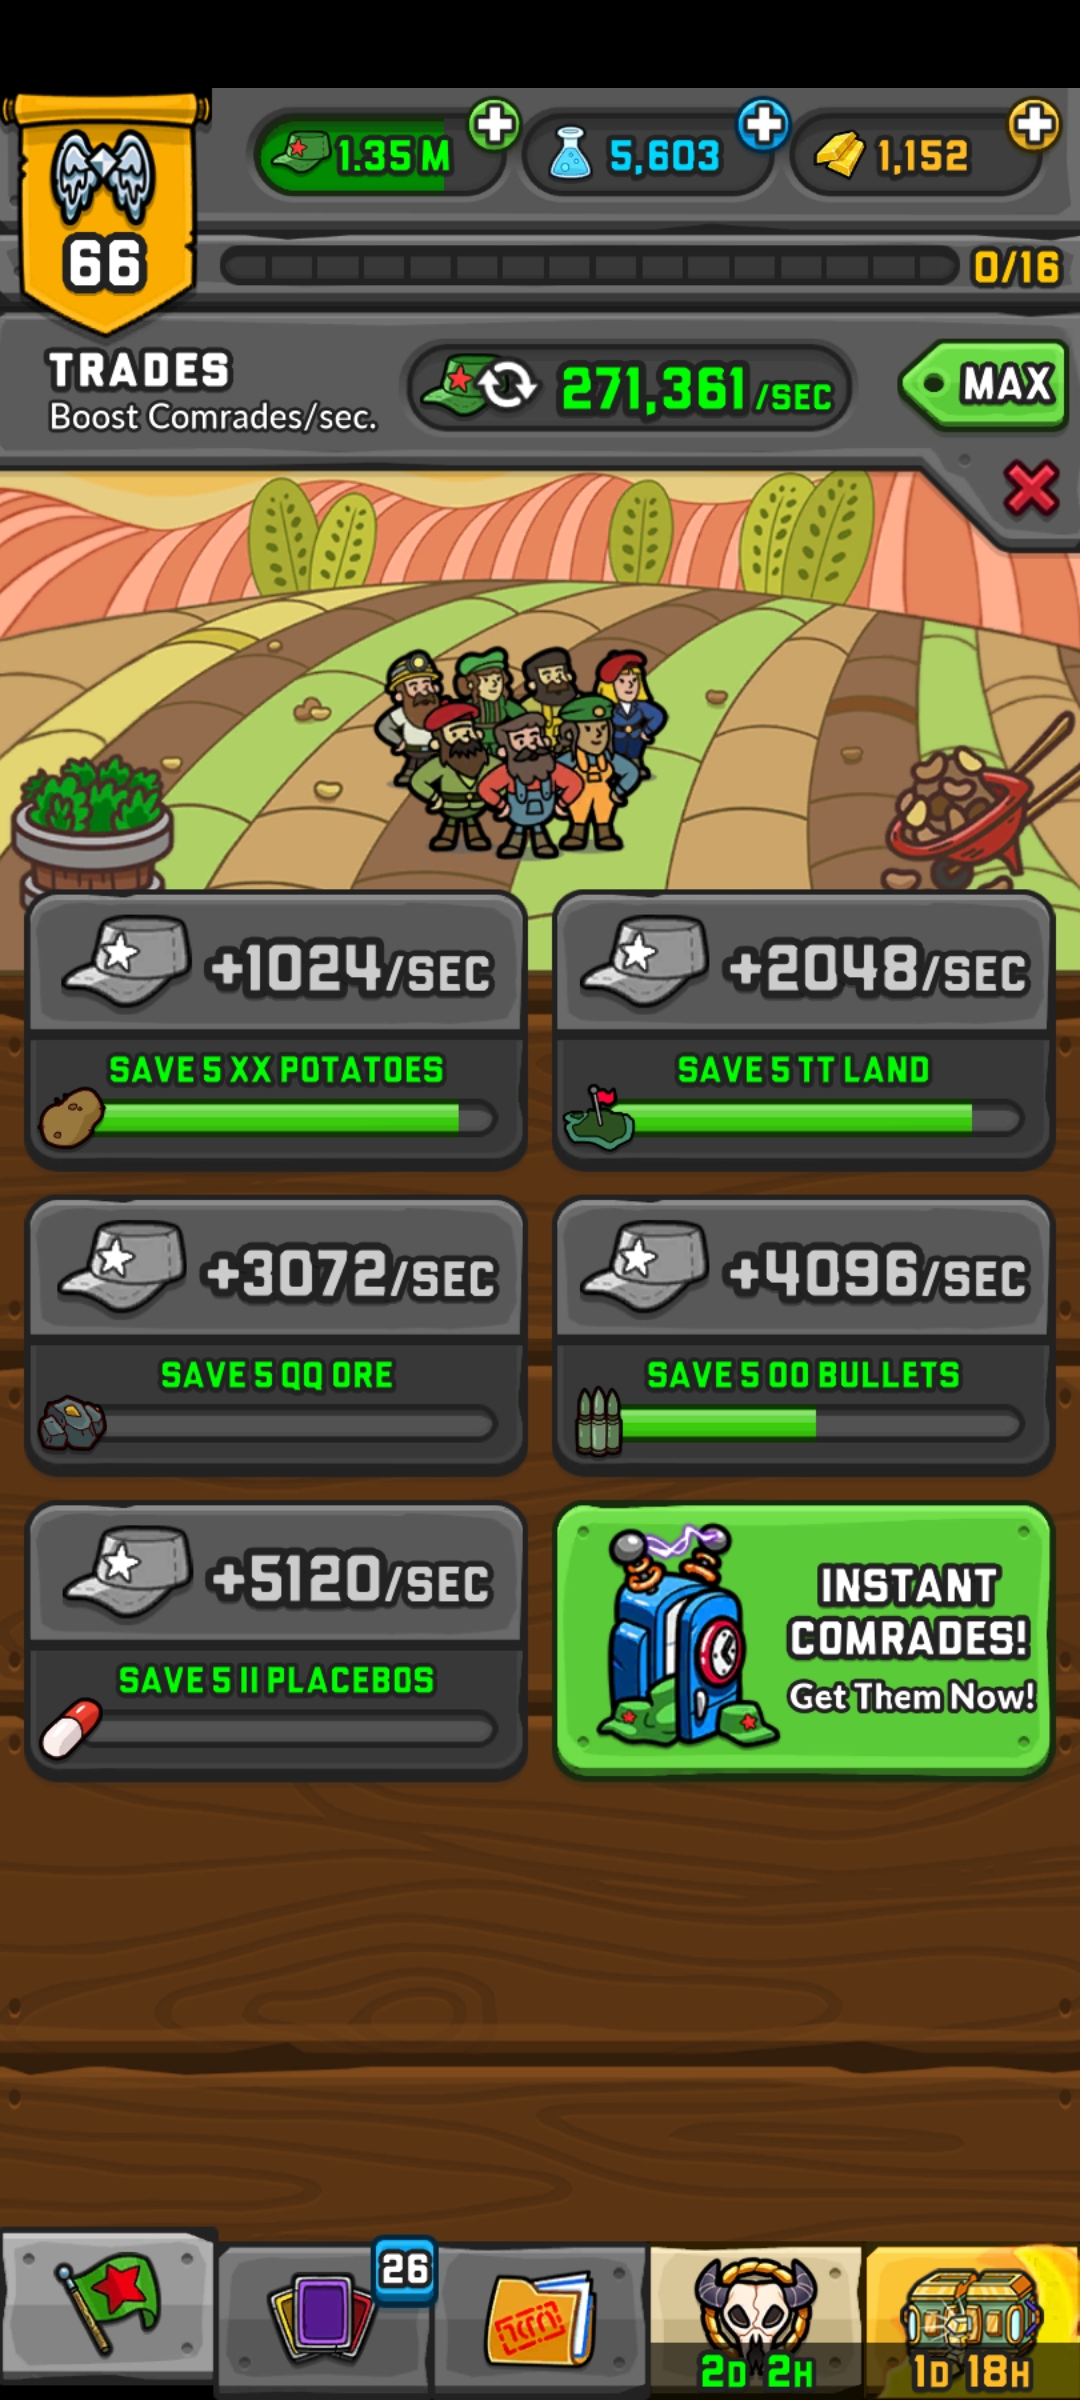 1.35 M
5,603
1,152
66
0/16
TRADES
Boost Comrades/sec.
271,361/SEC
MAX
+1024/SEC
+2048/SEC
SAVE 5 XX POTATOES
SAVE 5 TT LAND
+3072/SEC
+4096/SEC
SAVE 5 QQ ORE
SAVE 5 OO BULLETS
+5120/SEC
SAVE 5 II PLACEBOS
INSTANT
COMRADES!
Get Them Now!
26
2D 2H
1D 18H